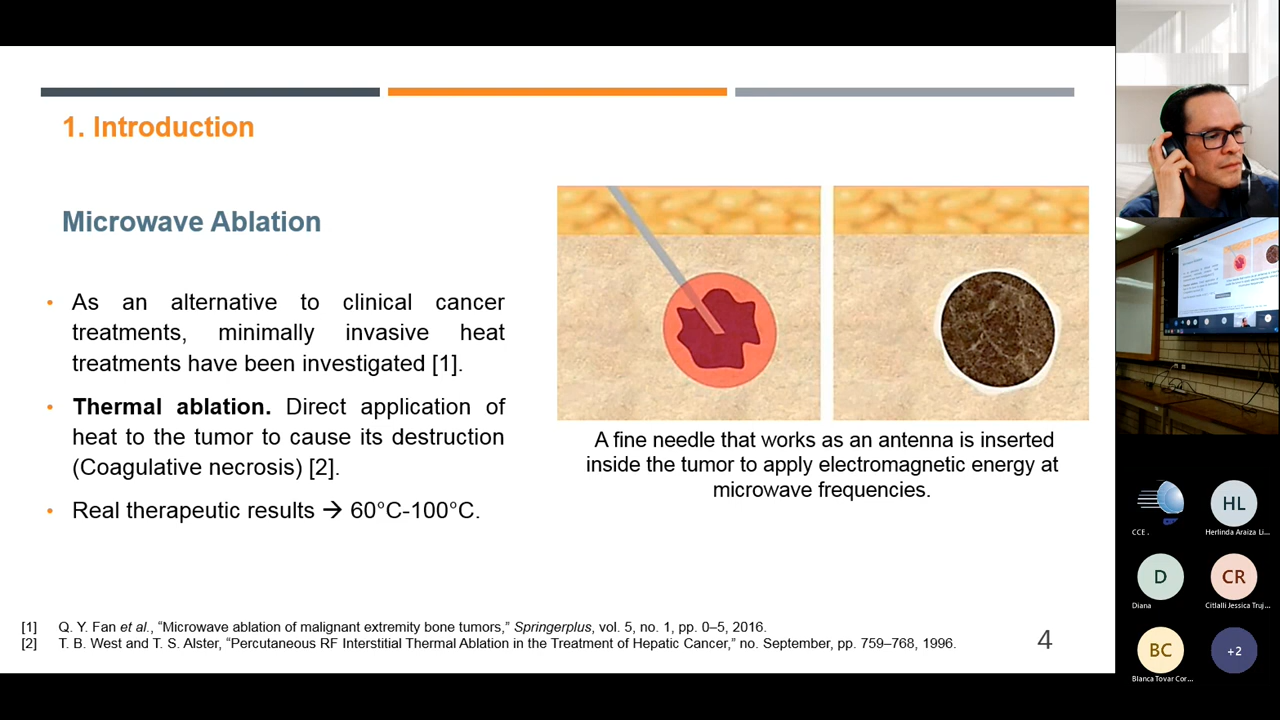 1. Introduction
Microwave Ablation
• As an alternative to clinical cancer
treatments, minimally invasive heat
treatments have been investigated [1].
• Thermal ablation. Direct application of
heat to the tumor to cause its destruction
(Coagulative necrosis) [2].
• Real therapeutic results → 60°C-100°C.
A fine needle that works as an antenna is inserted
inside the tumor to apply electromagnetic energy at
microwave frequencies.
[1] Q. Y. Fan et al., “Microwave ablation of malignant extremity bone tumors,” Springerplus, vol. 5, no. 1, pp. 0–5, 2016.
[2] T. B. West and T. S. Alster, “Percutaneous RF Interstitial Thermal Ablation in the Treatment of Hepatic Cancer,” no. September, pp. 759–768, 1996.
4
HL
CCE .
Herlinda Araiza Li...
D
CR
Diana
Citlalli Jessica Truj...
BC
+2
Blanca Tovar Cor...